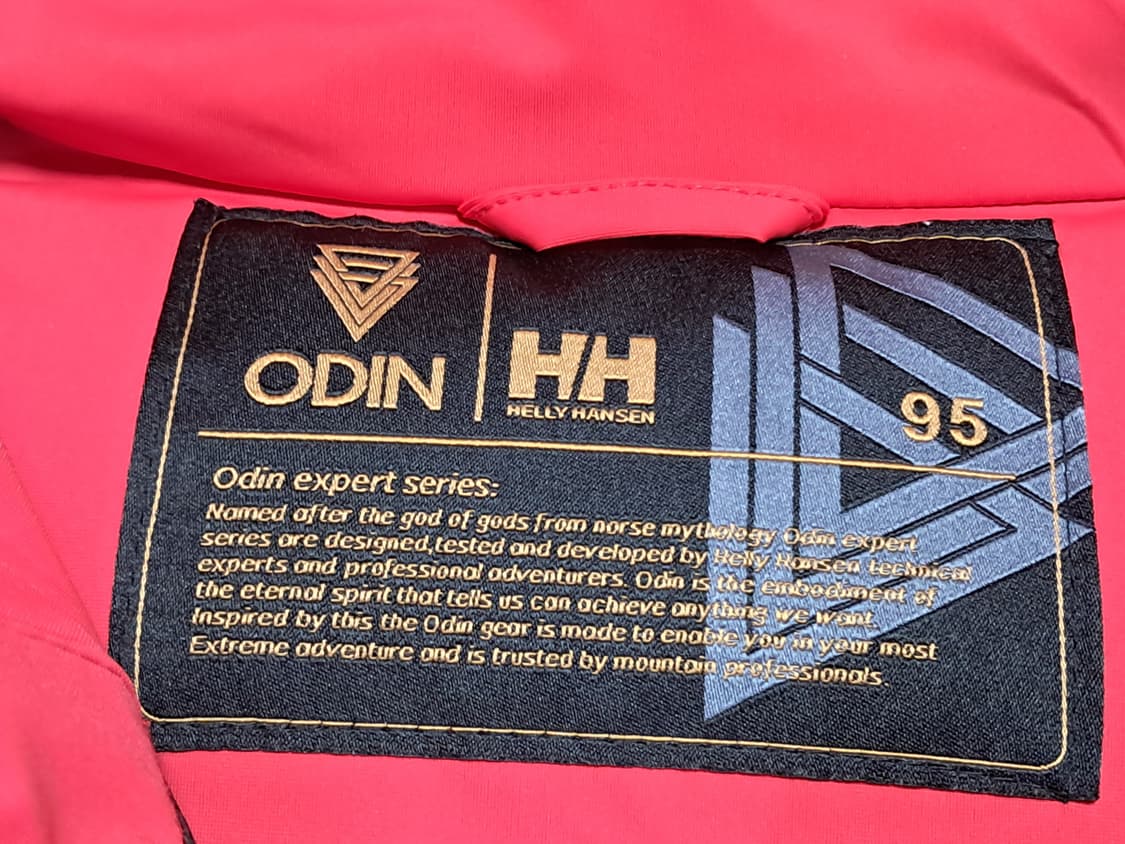 ODIN
HH
HELLY HANSEN
95
Odin expert series:
Named after the god of gods from norse mythology Odin expert
series are designed,tested and developed by Helly Hansen technical
experts and professional adventurers. Odin is the embodiment of
the eternal spirit that tells us can achieve anything we want.
Inspired by this the Odin gear is made to enable you in your most
Extreme adventure and is trusted by mountain professionals.